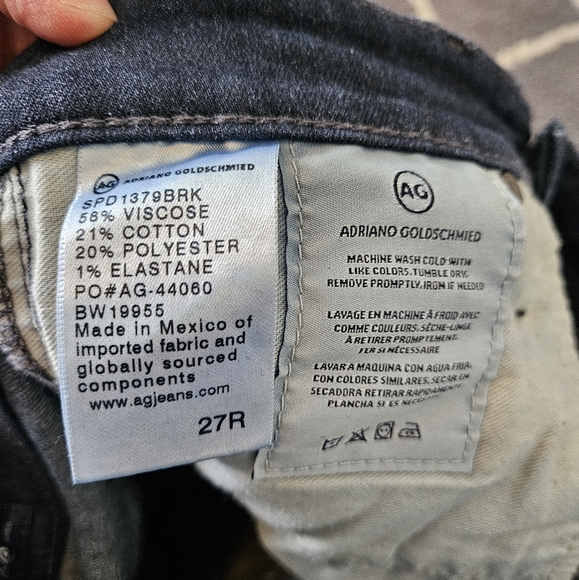 AG ADRIANO GOLDSCHMIED
SPD1379BRK
58% VISCOSE
21% COTTON
20% POLYESTER
1% ELASTANE
PO#AG-44060
BW19955
Made in Mexico of
imported fabric and
globally sourced
components
www.agjeans.com
27R
AG
ADRIANO GOLDSCHMIED
MACHINE WASH COLD WITH
LIKE COLORS. TUMBLE DRY.
REMOVE PROMPTLY. IRON IF NEEDED
LAVAGE EN MACHINE À FROID AVEC
COMME COULEURS. SÈCHE-LINGE
À RETIRER PROMPTEMENT.
FER SI NÉCESSAIRE
LAVAR A MAQUINA CON AGUA FRIA.
CON COLORES SIMILARES. SECAR EN
SECADORA RETIRAR RAPIDAMENTE
PLANCHA SI ES NECESARIO